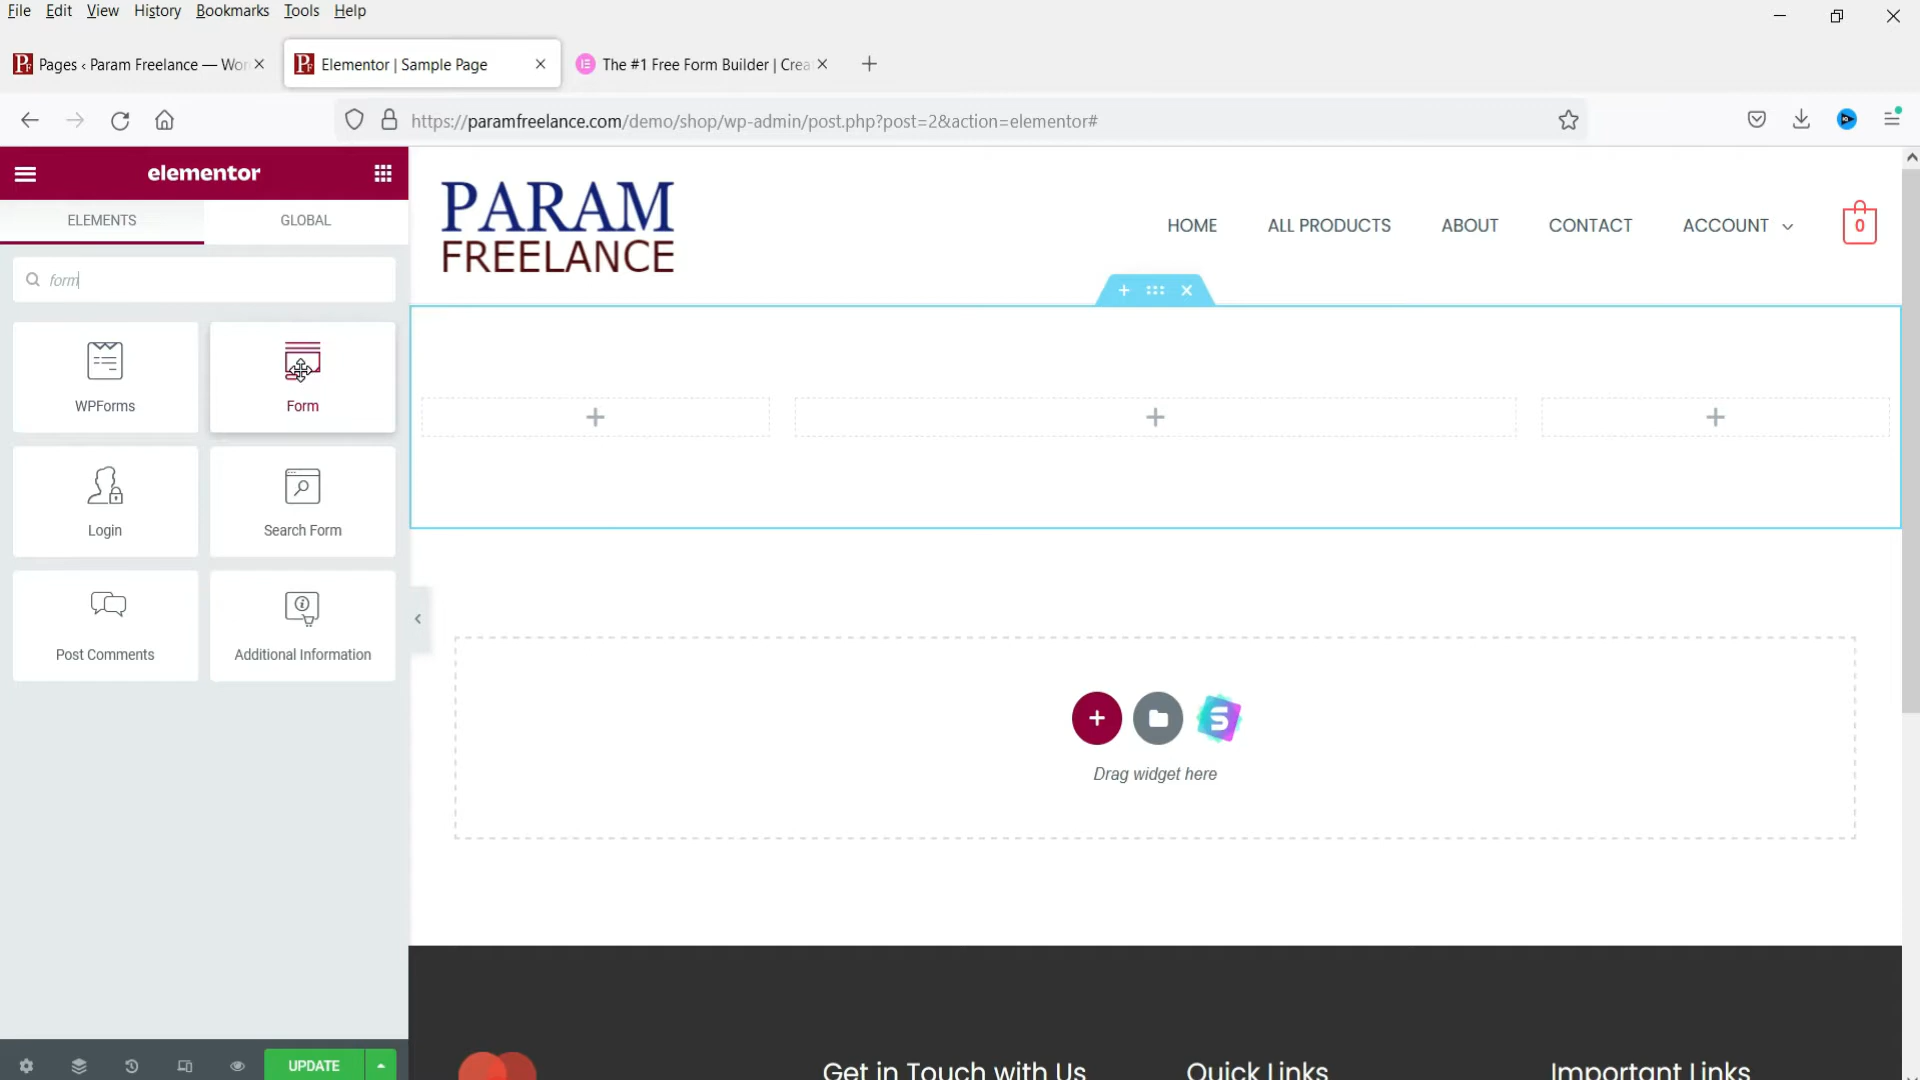 File Edit View History Bookmarks Tools Help
Pages ‹ Param Freelance — Wor
Elementor | Sample Page
The #1 Free Form Builder | Crea
https://paramfreelance.com/demo/shop/wp-admin/post.php?post=2&action=elementor#
elementor
ELEMENTS GLOBAL
form
WPForms
Form
Login
Search Form
Post Comments
Additional Information
UPDATE
PARAM
FREELANCE
HOME ALL PRODUCTS ABOUT CONTACT ACCOUNT 0
S
Drag widget here
Get in Touch with Us Quick Links Important Links